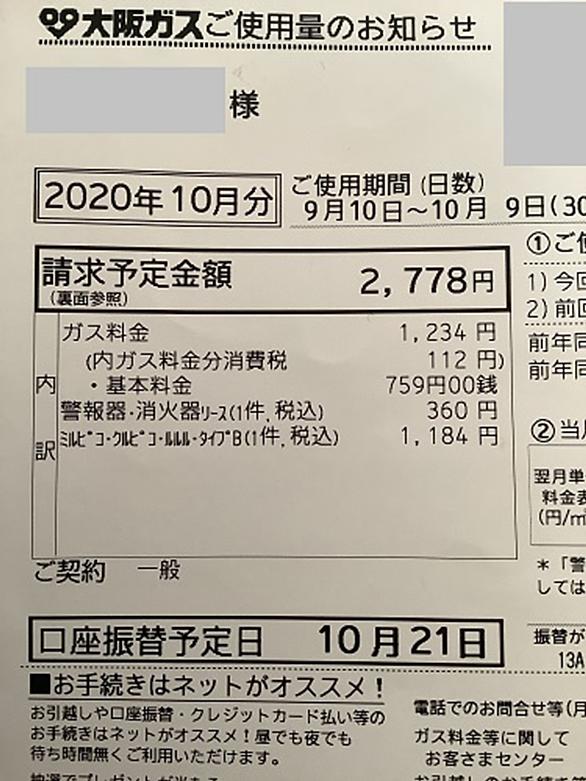 大阪ガスご使用量のお知らせ
様
2020年10月分
ご使用期間(日数)
9月10日～10月 9日(30
請求予定金額
(裏面参照)
2,778円
内訳
ガス料金 1,234 円
(内ガス料金分消費税 112 円)
・基本料金 759円00銭
警報器・消火器リース(1件,税込) 360 円
ミルピコ・クルピコ・ルルル・タイプB(1件,税込) 1,184 円
ご契約 一般
口座振替予定日 10月21日
■お手続きはネットがオススメ!
お引越しや口座振替・クレジットカード払い等の
お手続きはネットがオススメ!昼でも夜でも
待ち時間無くご利用いただけます。
①ご使
1)今回
2)前回
前年同
前年同
②当月
翌月単
料金表
(円/㎥
*「警
しては
振替が
13A
電話でのお問合せ等(月
ガス料金等に関して
お客さまセンター